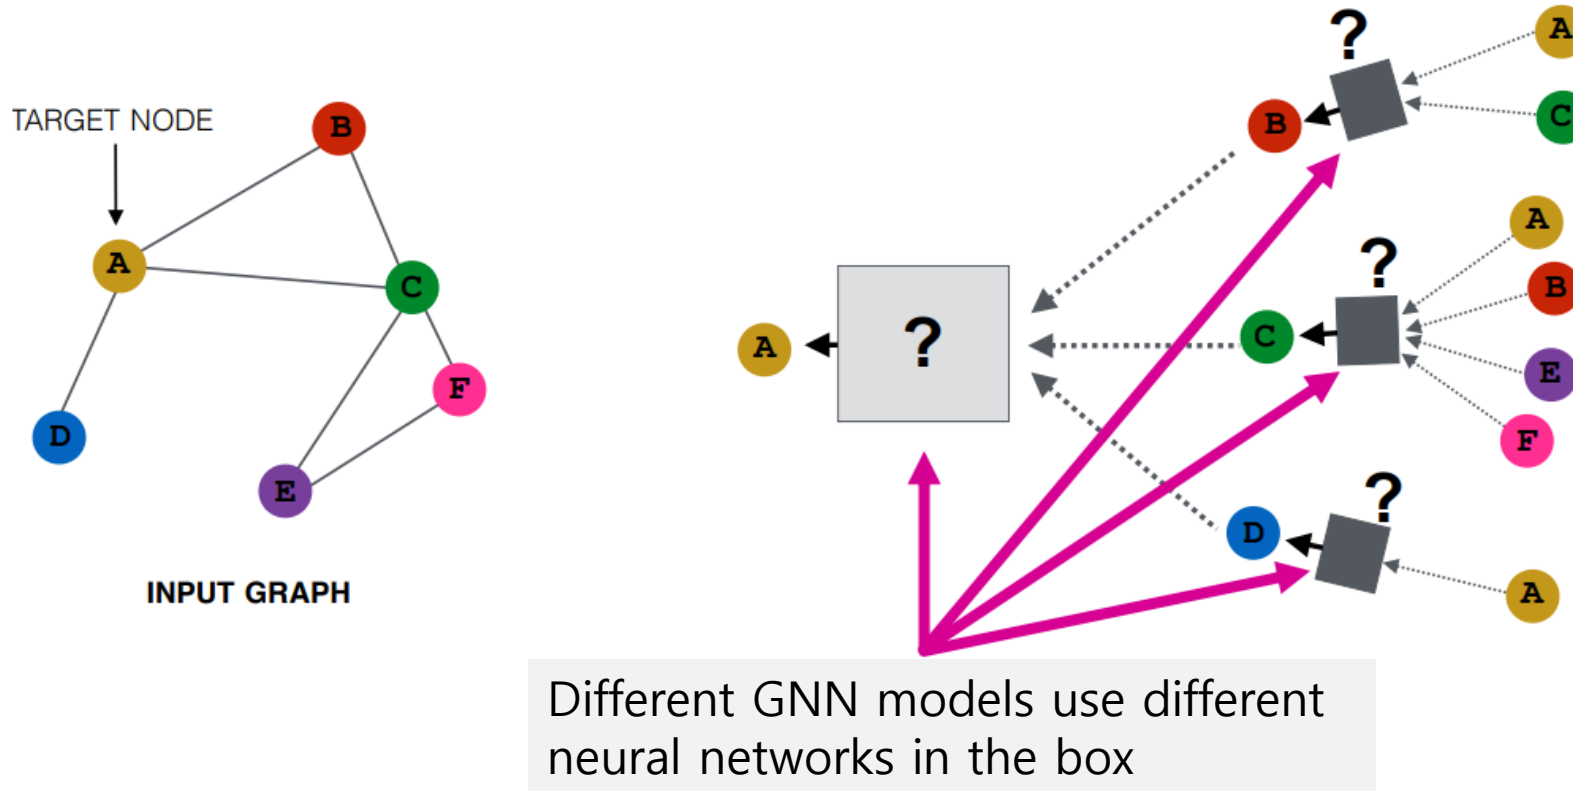 TARGET NODE
B
A
C
F
D
E
INPUT GRAPH
?
A
C
B
?
A
B
E
F
C
?
A
?
A
D
Different GNN models use different
neural networks in the box